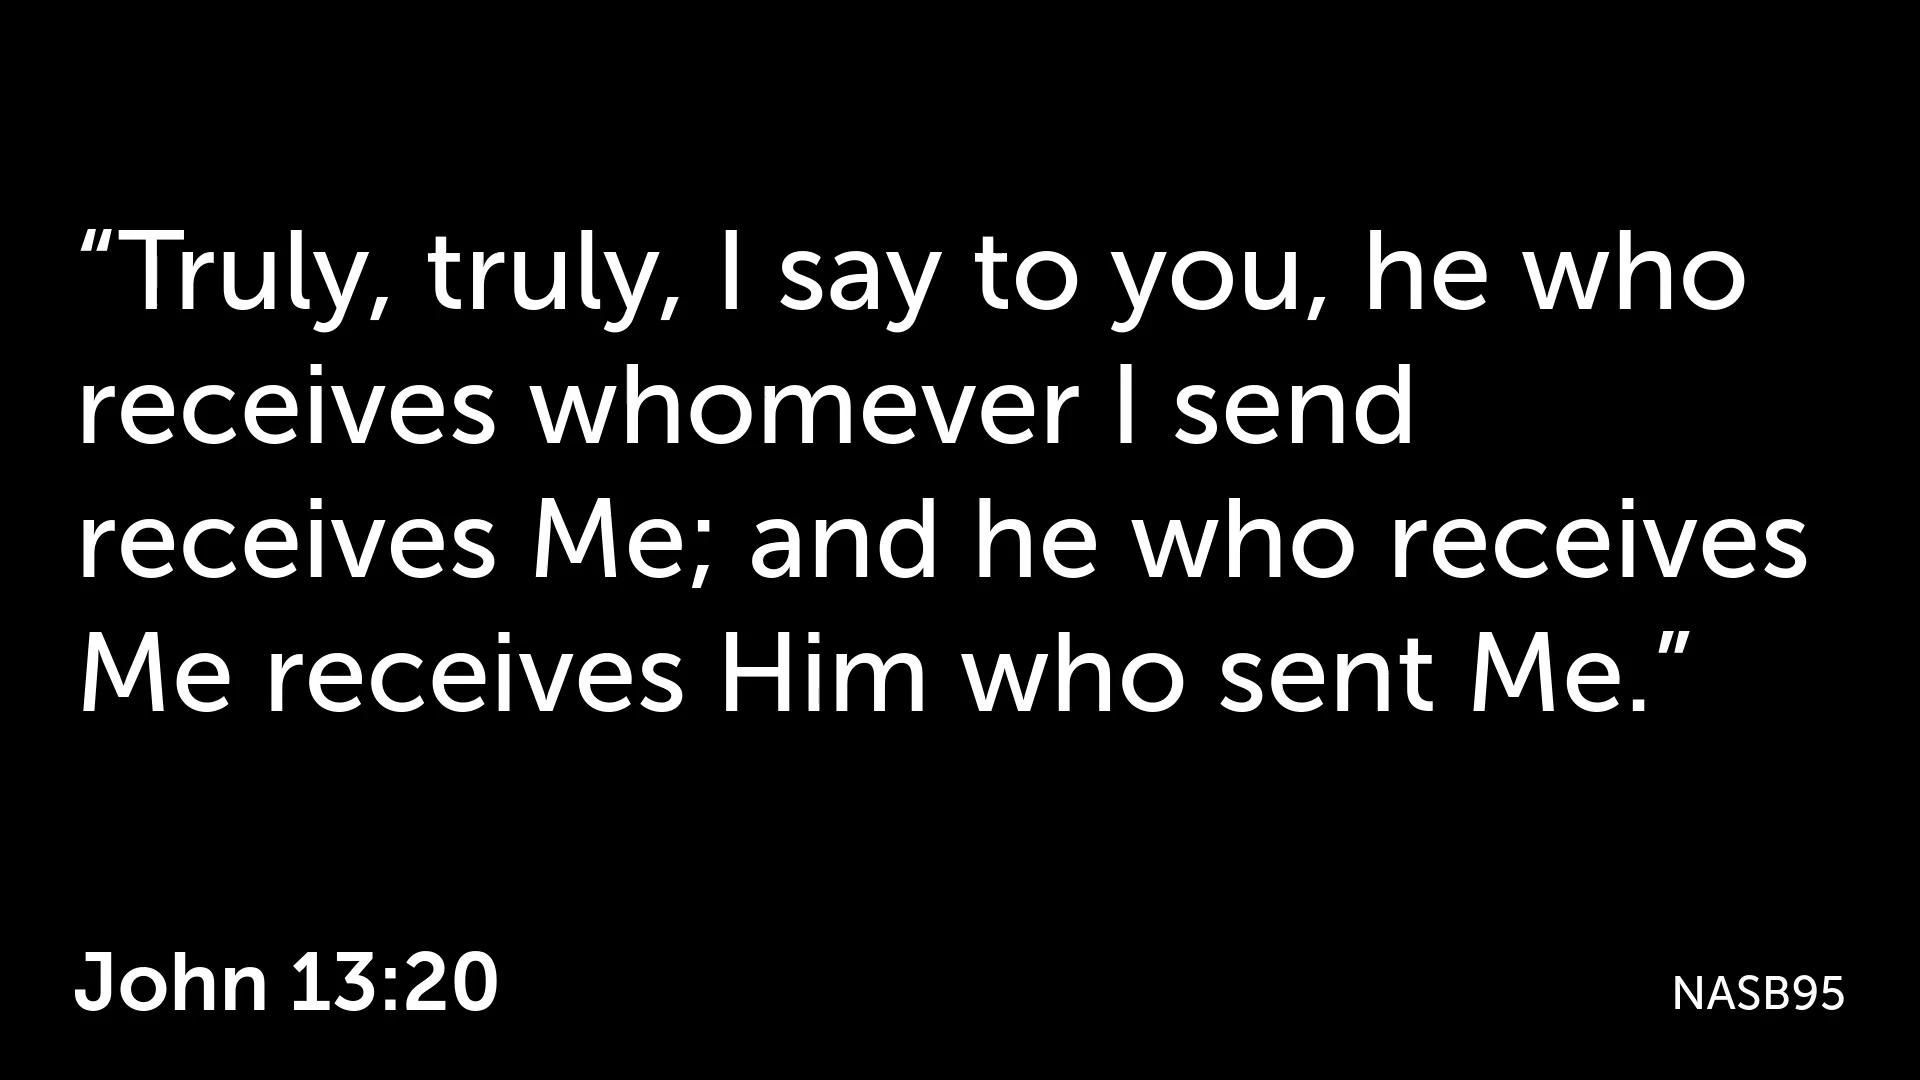 “Truly, truly, I say to you, he who
receives whomever I send
receives Me; and he who receives
Me receives Him who sent Me.”
John 13:20
NASB95